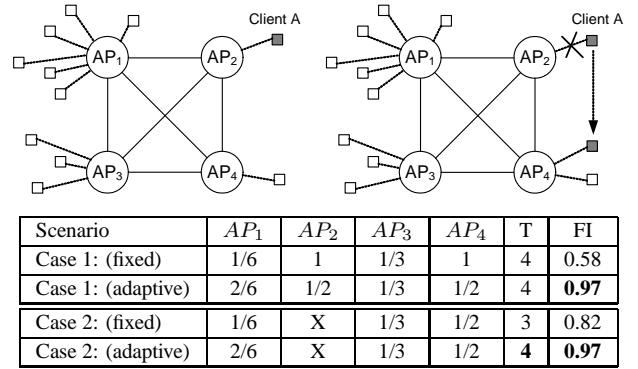 Client A
Client A
AP1
AP2
AP1
AP2
AP3
AP4
AP3
AP4
Scenario AP1 AP2 AP3 AP4 T FI
Case 1: (fixed) 1/6 1 1/3 1 4 0.58
Case 1: (adaptive) 2/6 1/2 1/3 1/2 4 0.97
Case 2: (fixed) 1/6 X 1/3 1/2 3 0.82
Case 2: (adaptive) 2/6 X 1/3 1/2 4 0.97